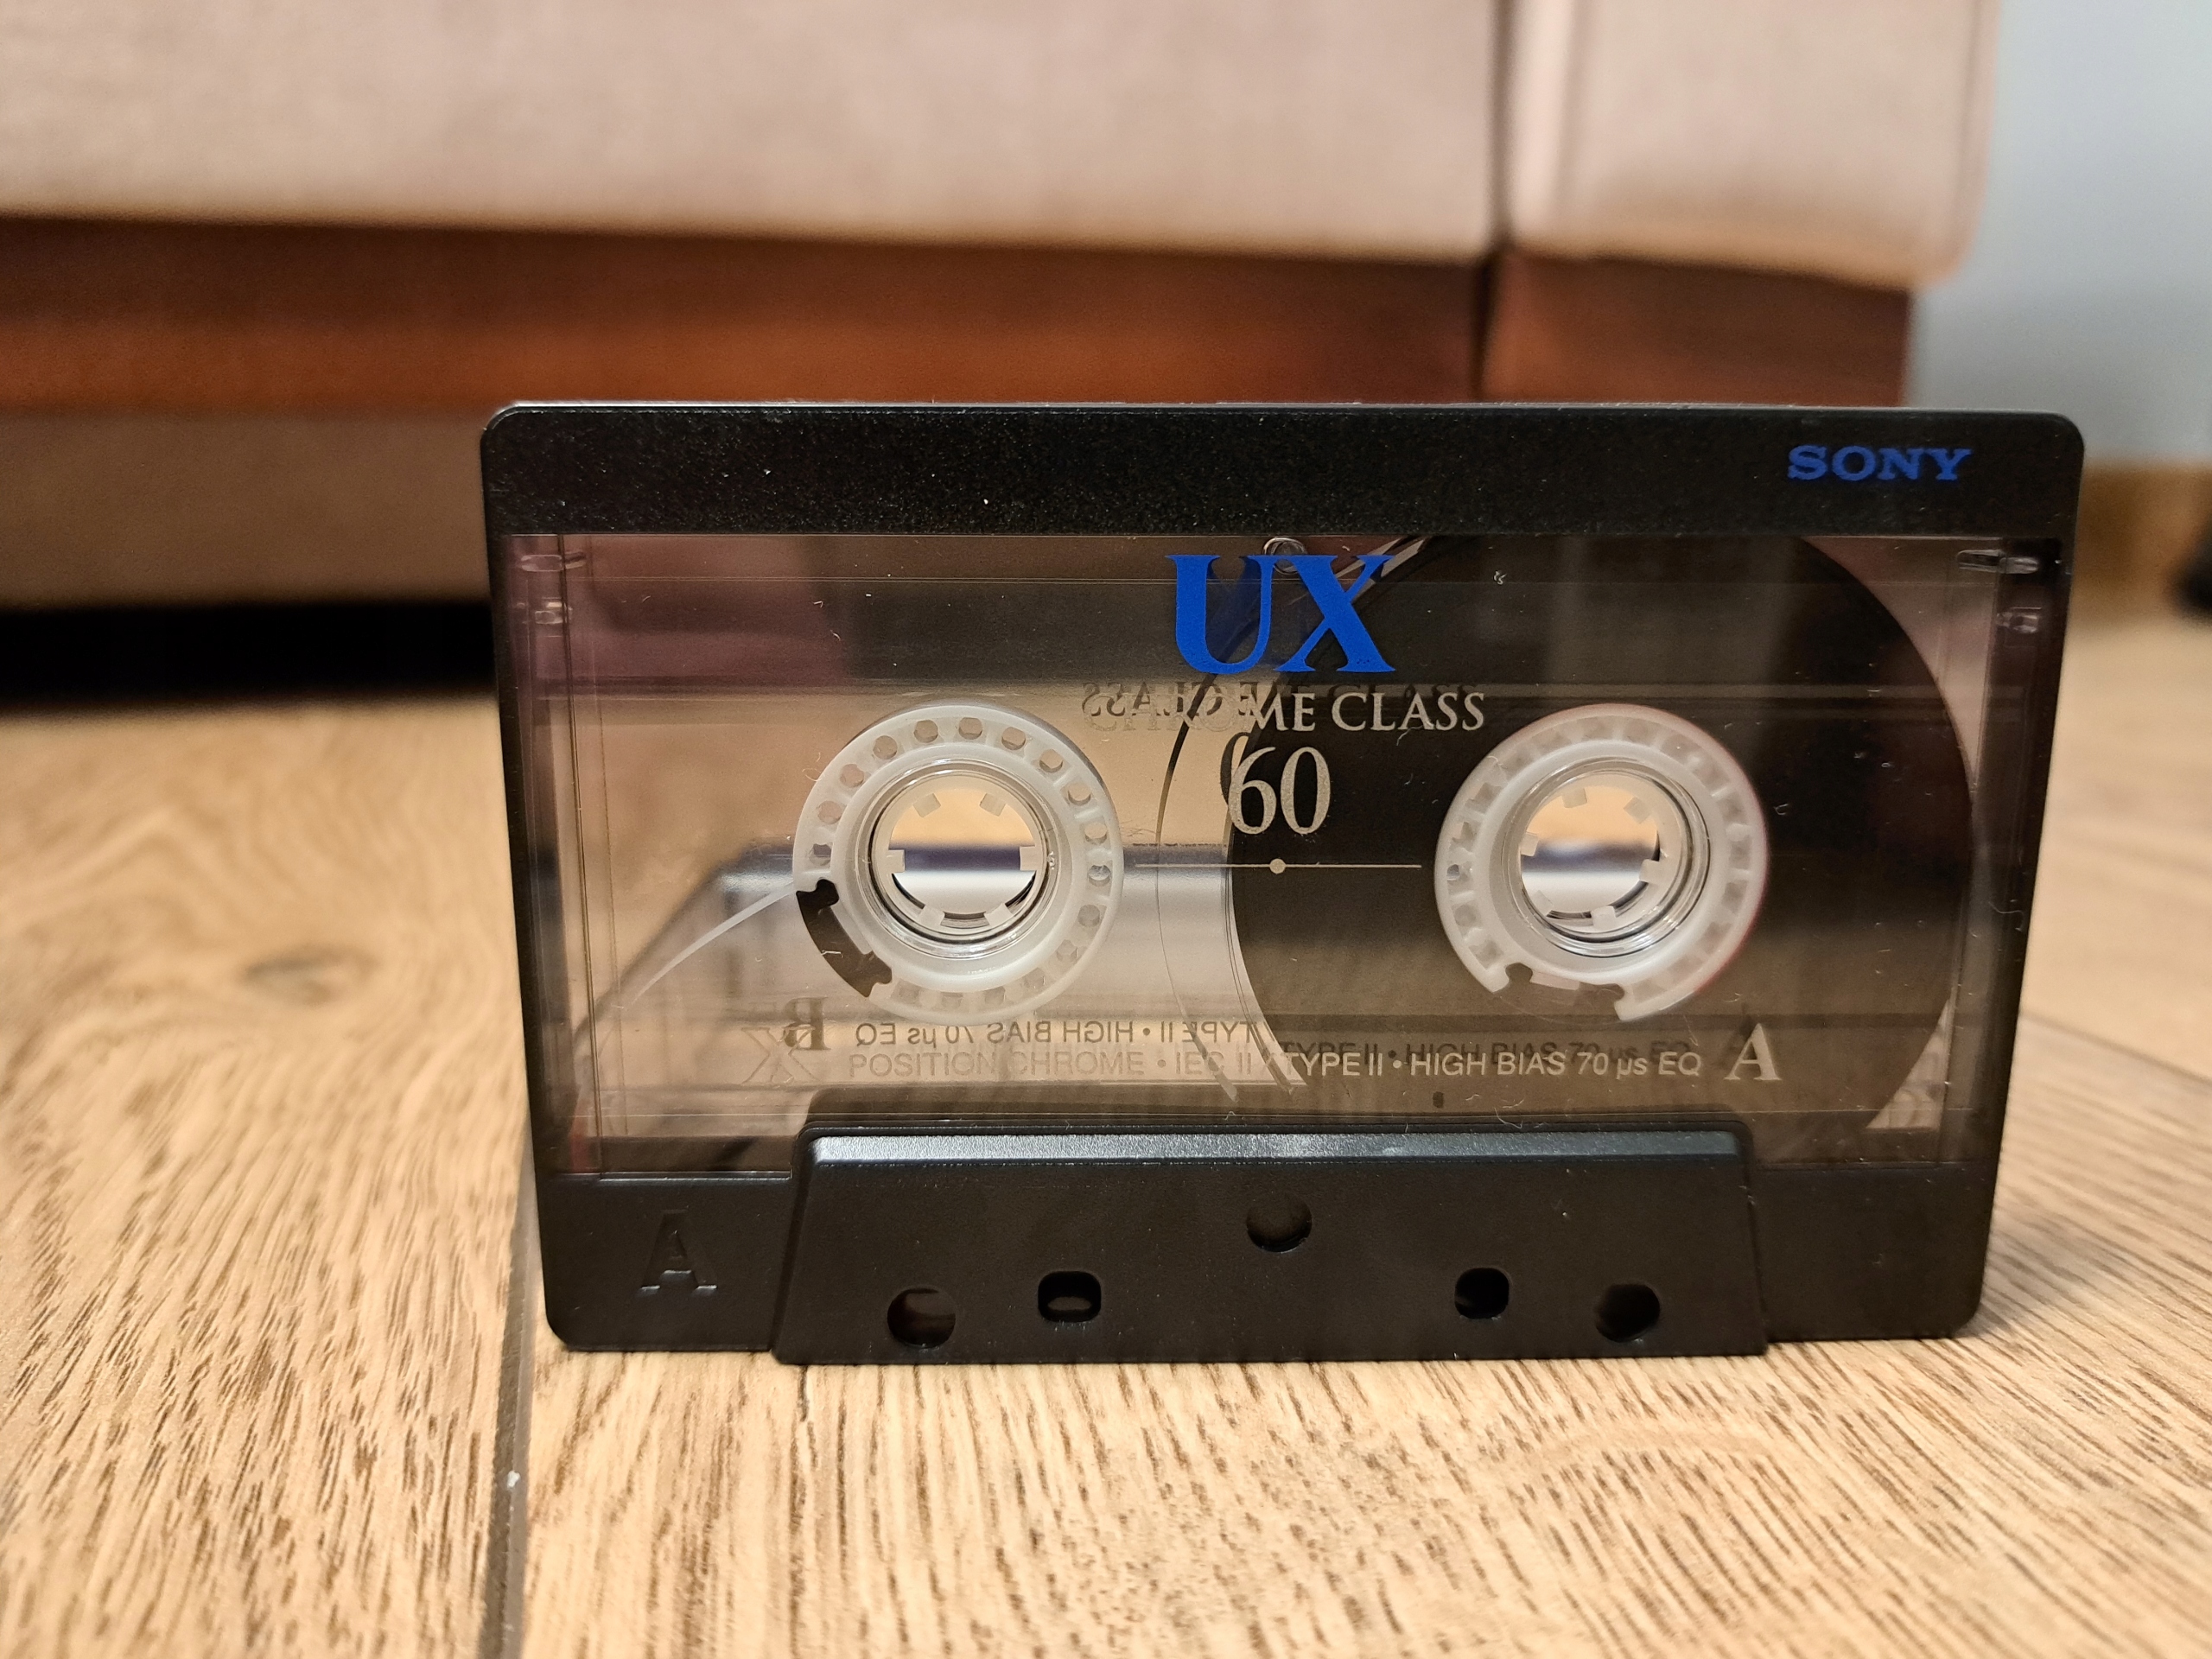 SONY
UX
CHROME CLASS
60
POSITION CHROME • IEC II / TYPE II • HIGH BIAS 70 µs EQ A
A